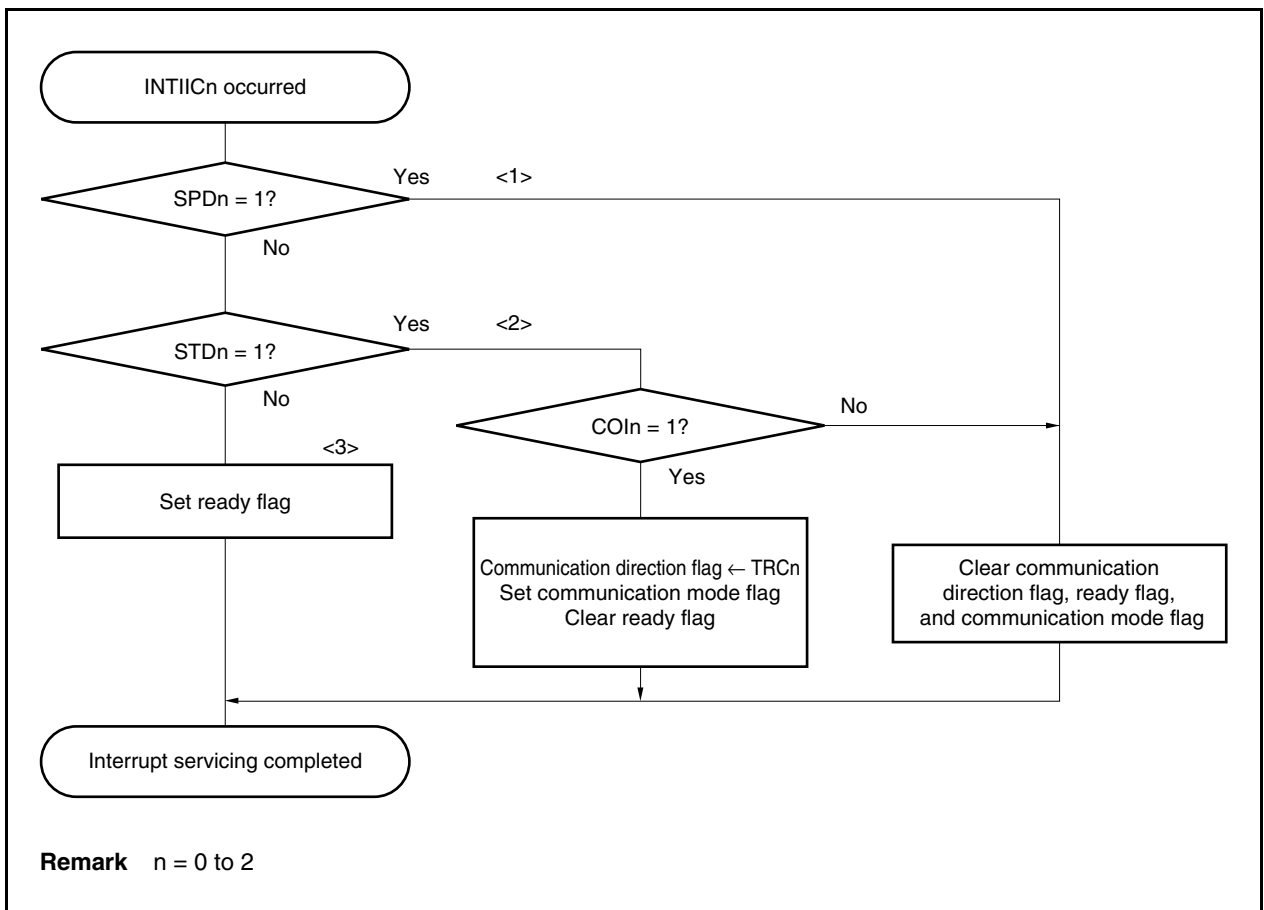 INTIICn occurred
SPDn = 1?
Yes
<1>
No
STDn = 1?
Yes
<2>
No
COIn = 1?
No
Yes
<3>
Set ready flag
Communication direction flag ← TRCn
Set communication mode flag
Clear ready flag
Clear communication
direction flag, ready flag,
and communication mode flag
Interrupt servicing completed
Remark n = 0 to 2